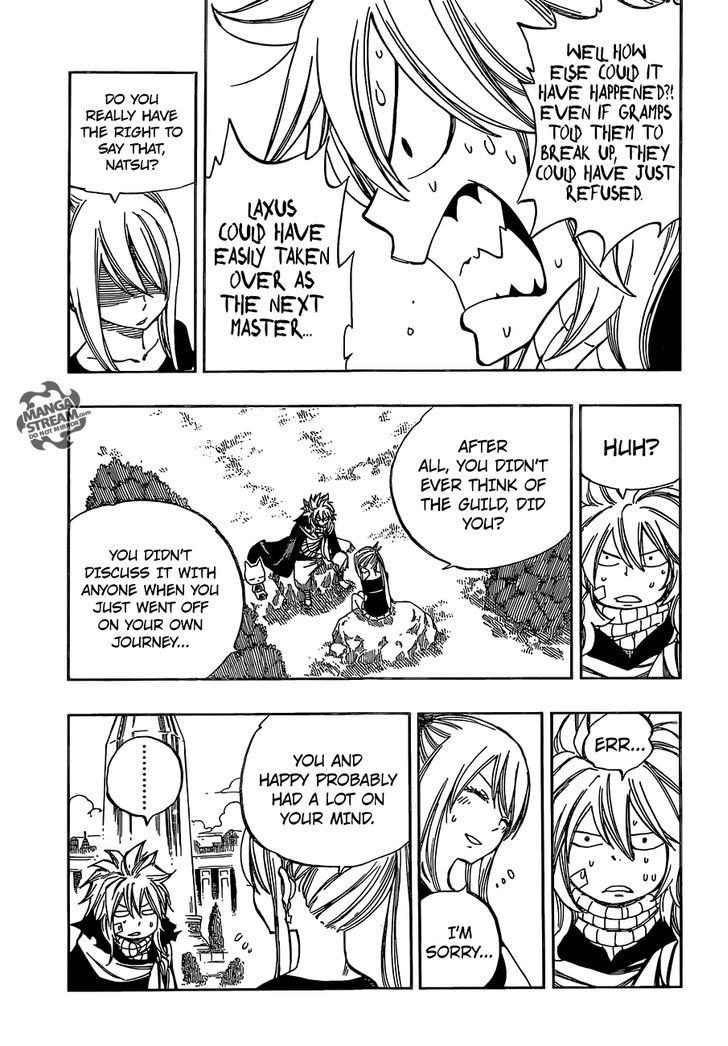 WELL HOW
ELSE COULD IT
HAVE HAPPENED?!
EVEN IF GRAMPS
TOLD THEM TO
BREAK UP, THEY
COULD HAVE JUST
REFUSED.
LAXUS
COULD HAVE
EASILY TAKEN
OVER AS
THE NEXT
MASTER...
DO YOU
REALLY HAVE
THE RIGHT TO
SAY THAT,
NATSU?
HUH?
AFTER
ALL, YOU DIDN'T
EVER THINK OF
THE GUILD, DID
YOU?
YOU DIDN'T
DISCUSS IT WITH
ANYONE WHEN YOU
JUST WENT OFF
ON YOUR OWN
JOURNEY...
MANGA
STREAM.com
DO NOT MIRROR
ERR...
I'M
SORRY...
YOU AND
HAPPY PROBABLY
HAD A LOT ON
YOUR MIND.
........